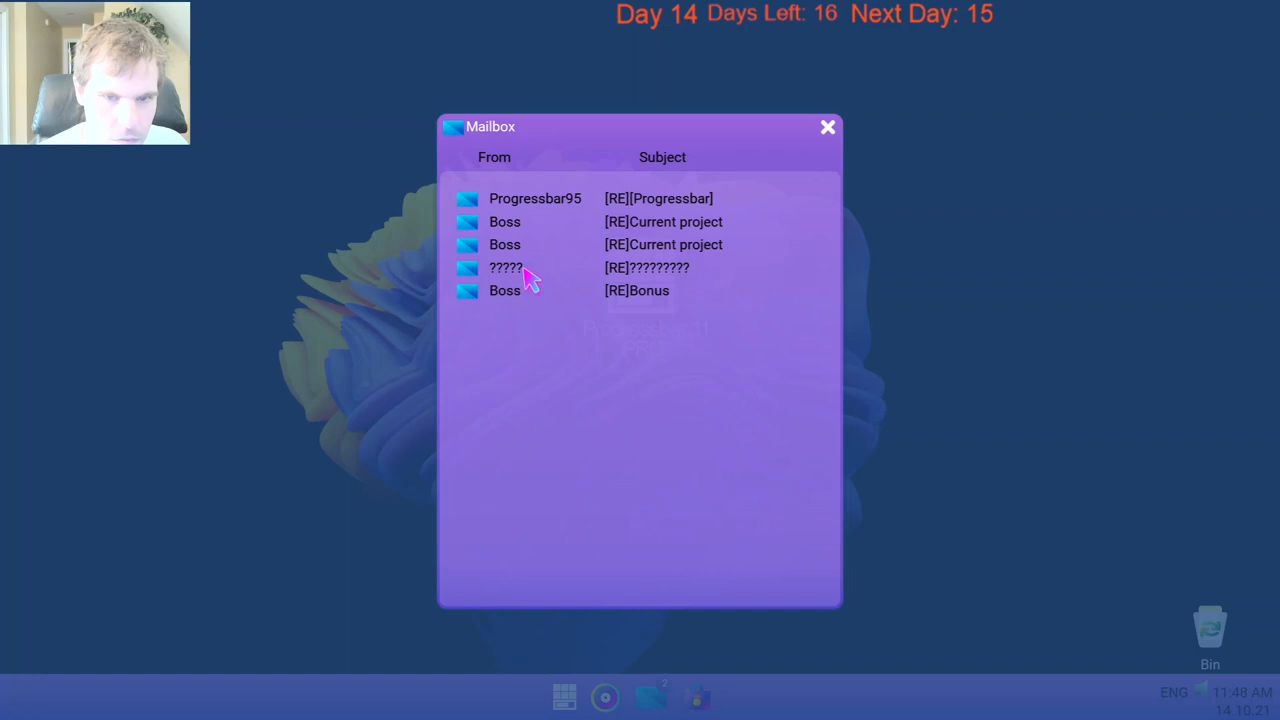 Day 14 Days Left: 16 Next Day: 15
Mailbox
From Subject
Progressbar95 [RE][Progressbar]
Boss [RE]Current project
Boss [RE]Current project
????? [RE]?????????
Boss [RE]Bonus
Bin
2
ENG 11:48 AM
14.10.21